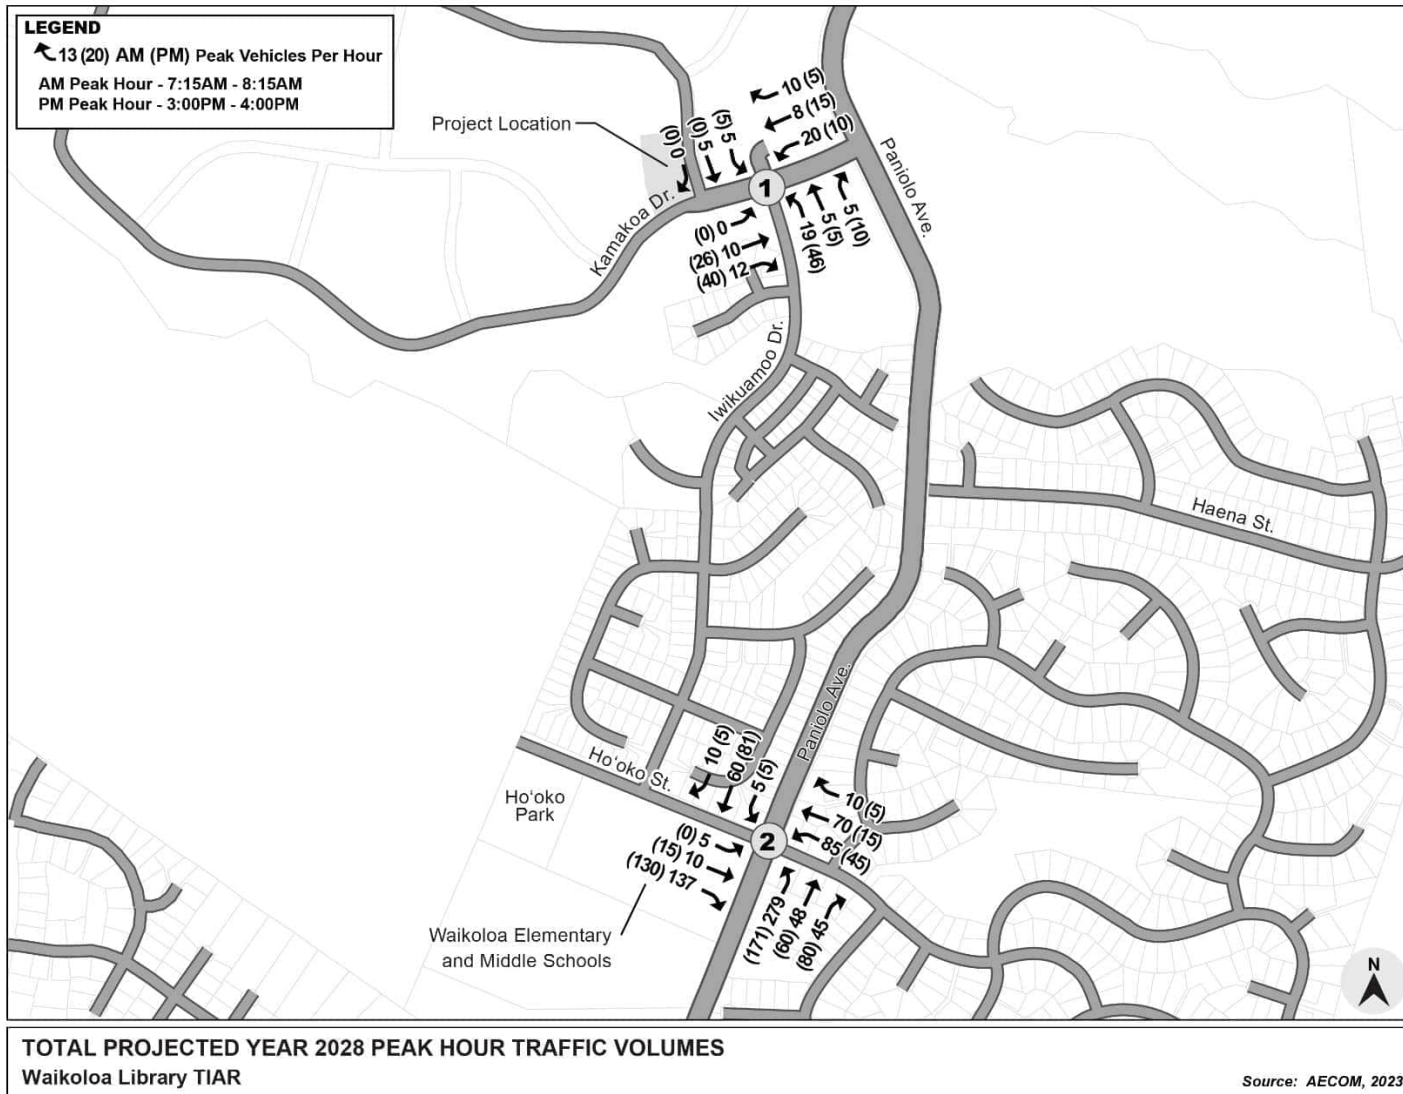 LEGEND
13 (20) AM (PM) Peak Vehicles Per Hour
AM Peak Hour - 7:15AM - 8:15AM
PM Peak Hour - 3:00PM - 4:00PM
Project Location
(0) 0
(0) 5
(5) 5
10 (5)
8 (15)
20 (10)
1
Kamakoa Dr.
Paniolo Ave.
(0) 0
(26) 10
(40) 12
19 (46)
5 (5)
5 (10)
Iwikuamoo Dr.
Haena St.
Paniolo Ave.
Ho‘oko St.
Ho‘oko
Park
10 (5)
60 (81)
5 (5)
10 (5)
70 (15)
85 (45)
2
(0) 5
(15) 10
(130) 137
(171) 279
(60) 48
(80) 45
Waikoloa Elementary
and Middle Schools
N
TOTAL PROJECTED YEAR 2028 PEAK HOUR TRAFFIC VOLUMES
Waikoloa Library TIAR
Source: AECOM, 2023